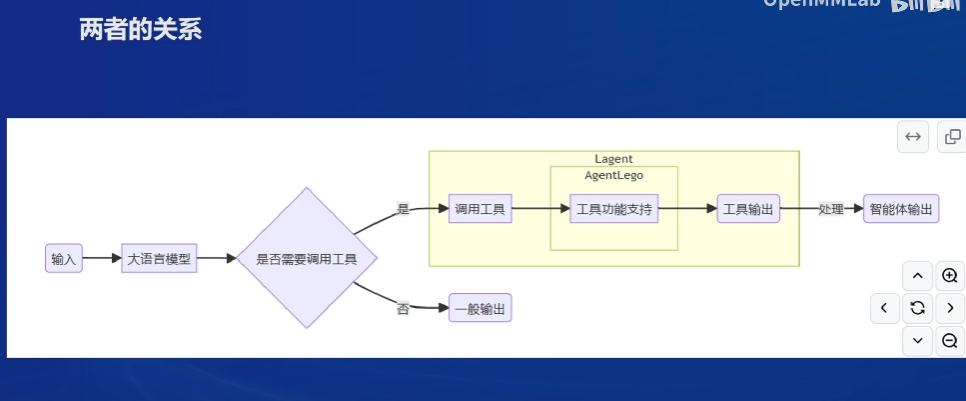 OpenMMLab
两者的关系
Lagent
AgentLego
是
调用工具
工具功能支持
工具输出
处理
智能体输出
输入
大语言模型
是否需要调用工具
否
一般输出